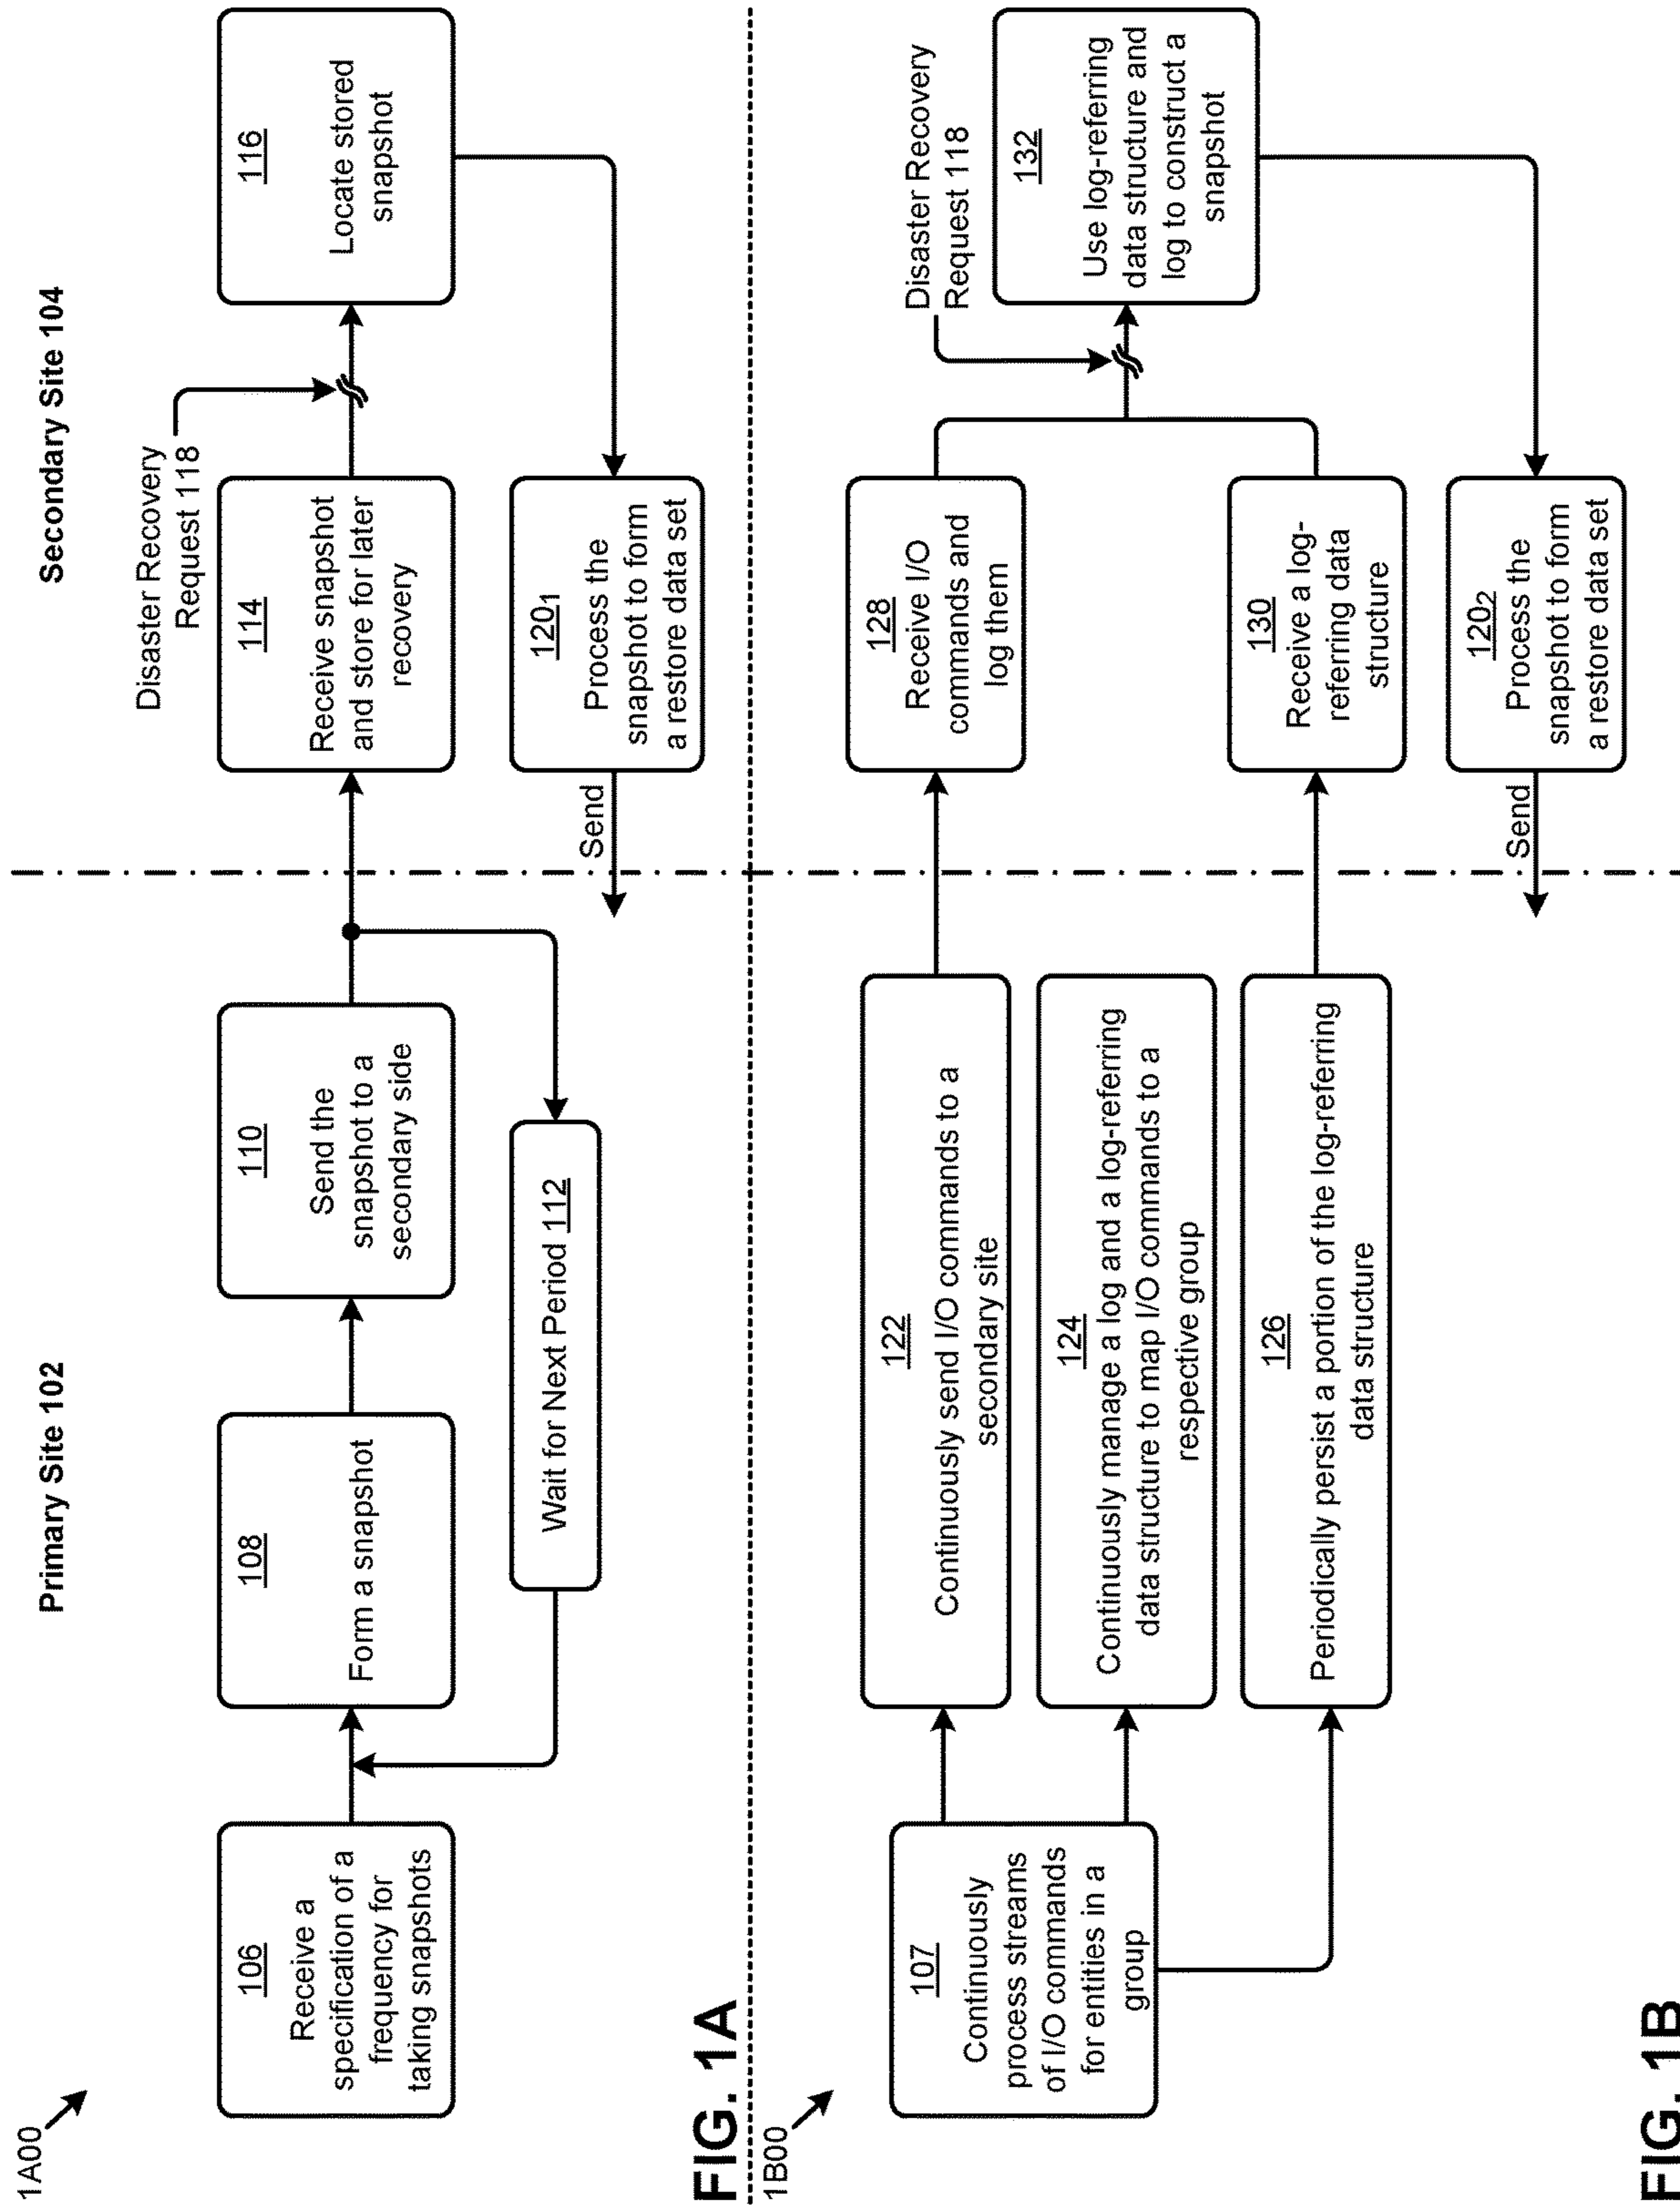 1A00
Primary Site 102
Secondary Site 104
106
Receive a
specification of a
frequency for
taking snapshots
108
Form a snapshot
110
Send the
snapshot to a
secondary side
Wait for Next Period 112
Disaster Recovery
Request 118
114
Receive snapshot
and store for later
recovery
116
Locate stored
snapshot
120₁
Process the
snapshot to form
a restore data set
Send
FIG. 1A
1B00
107
Continuously
process streams
of I/O commands
for entities in a
group
122
Continuously send I/O commands to a
secondary site
124
Continuously manage a log and a log-referring
data structure to map I/O commands to a
respective group
126
Periodically persist a portion of the log-referring
data structure
128
Receive I/O
commands and
log them
130
Receive a log-
referring data
structure
Disaster Recovery
Request 118
132
Use log-referring
data structure and
log to construct a
snapshot
120₂
Process the
snapshot to form
a restore data set
Send
FIG. 1B